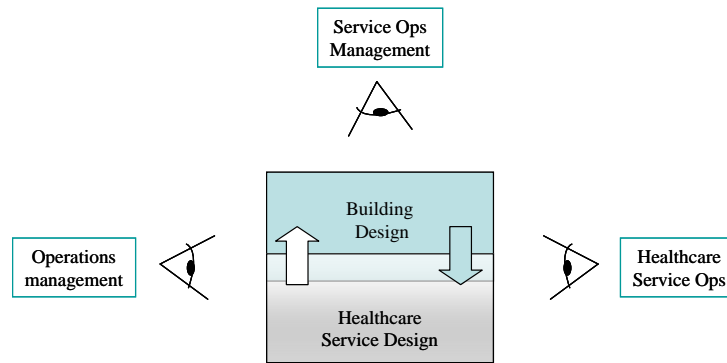 Service Ops
Management
Building
Design
Operations
management
Healthcare
Service Ops
Healthcare
Service Design